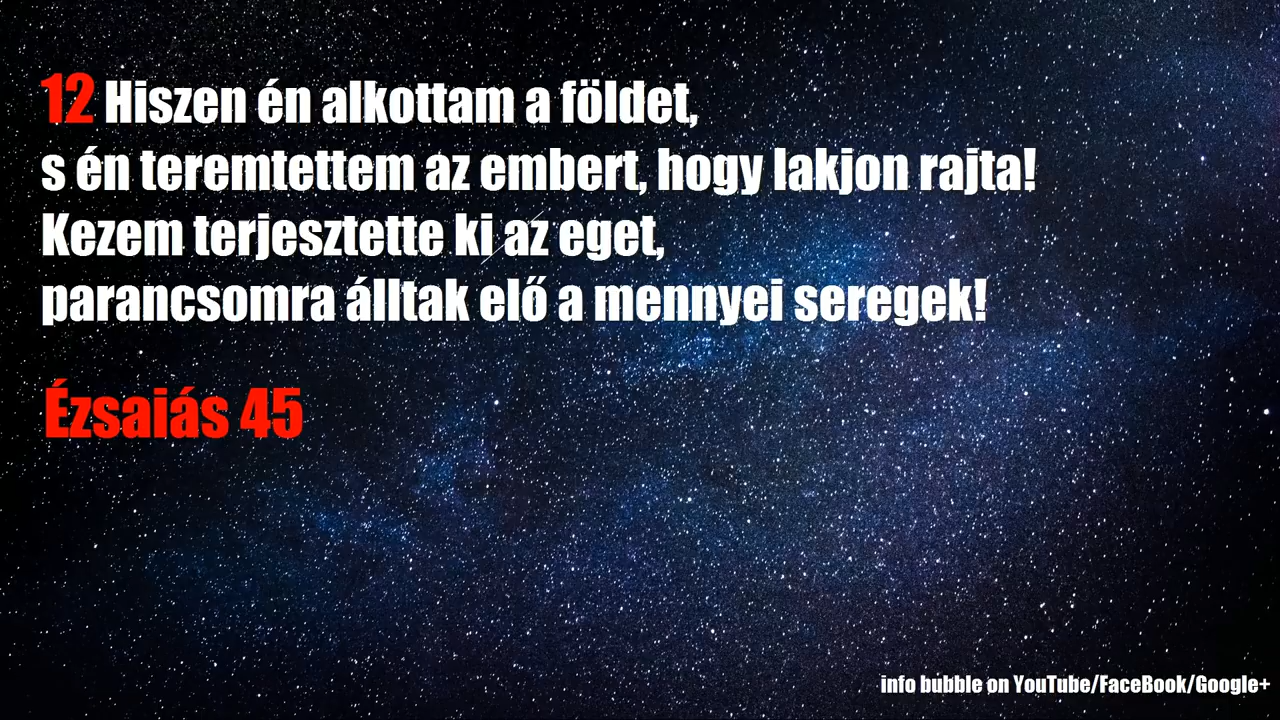 12 Hiszen én alkottam a földet,
s én teremtettem az embert, hogy lakjon rajta!
Kezem terjesztette ki az eget,
parancsomra álltak elő a mennyei seregek!
Ézsaiás 45
info bubble on YouTube/FaceBook/Google+